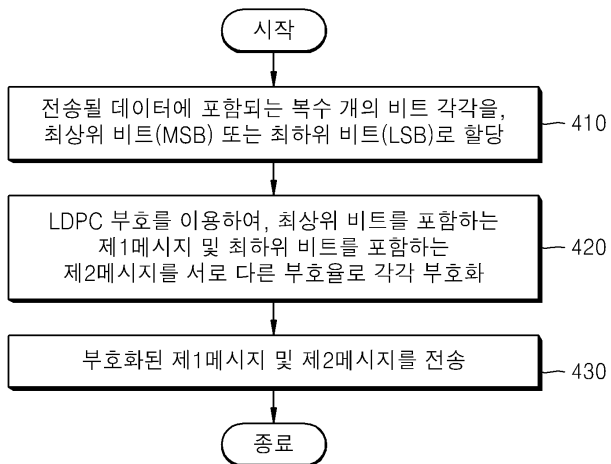 시작
전송될 데이터에 포함되는 복수 개의 비트 각각을,
최상위 비트(MSB) 또는 최하위 비트(LSB)로 할당
410
LDPC 부호를 이용하여, 최상위 비트를 포함하는
제1메시지 및 최하위 비트를 포함하는
제2메시지를 서로 다른 부호율로 각각 부호화
420
부호화된 제1메시지 및 제2메시지를 전송
430
종료